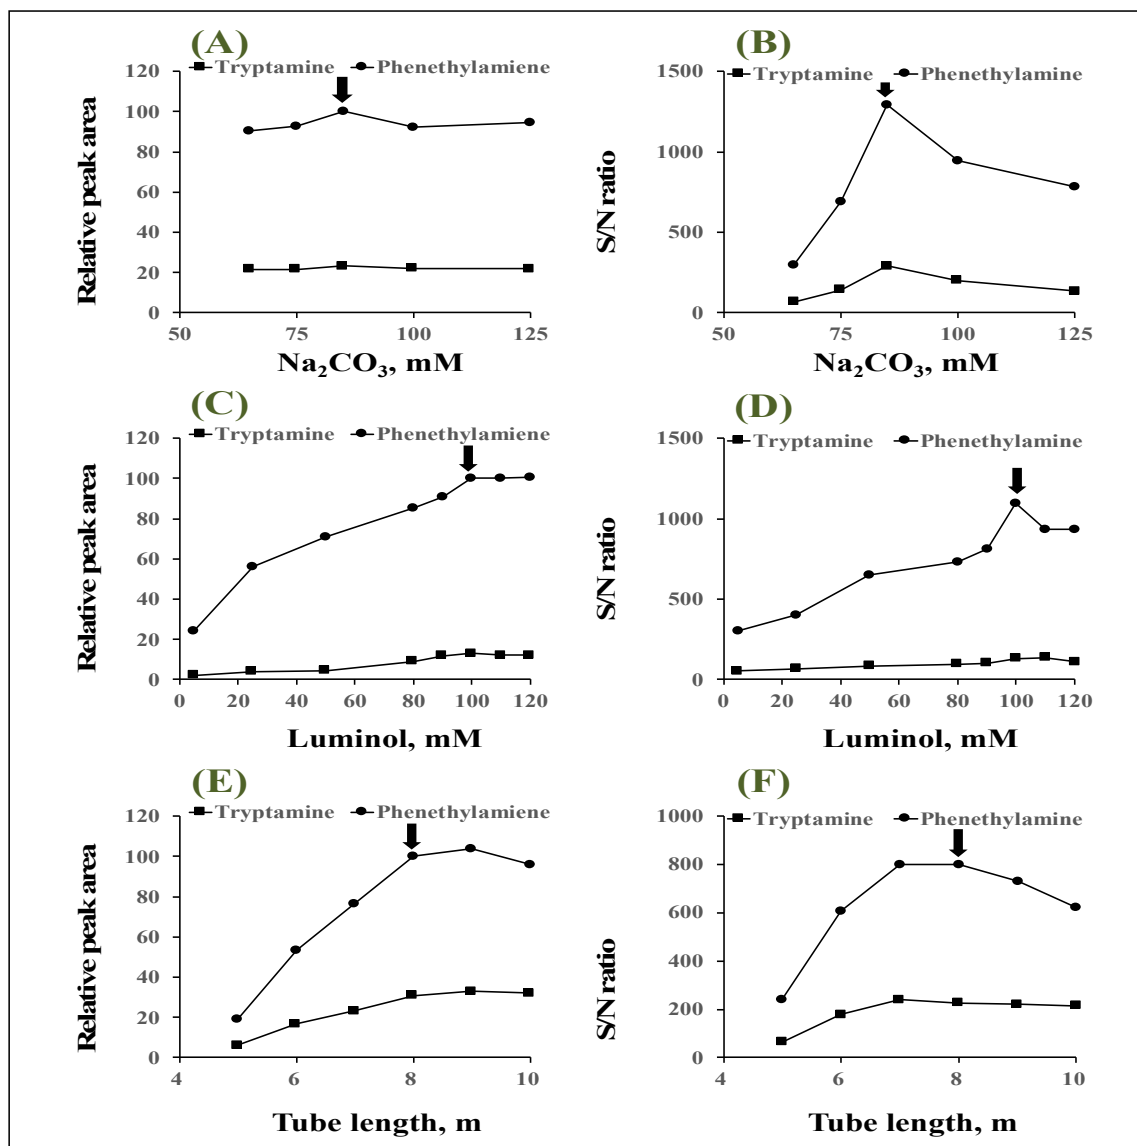 (A)
Tryptamine Phenethylamiene
Relative peak area
120
100
80
60
40
20
0
50 75 100 125
Na₂CO₃, mM
(B)
Tryptamine Phenethylamine
S/N ratio
1500
1000
500
0
50 75 100 125
Na₂CO₃, mM
(C)
Tryptamine Phenethylamiene
Relative peak area
120
100
80
60
40
20
0
0 20 40 60 80 100 120
Luminol, mM
(D)
Tryptamine Phenethylamine
S/N ratio
1500
1000
500
0
0 20 40 60 80 100 120
Luminol, mM
(E)
Tryptamine Phenethylamiene
Relative peak area
120
100
80
60
40
20
0
4 6 8 10
Tube length, m
(F)
Tryptamine Phenethylamine
S/N ratio
1000
800
600
400
200
0
4 6 8 10
Tube length, m